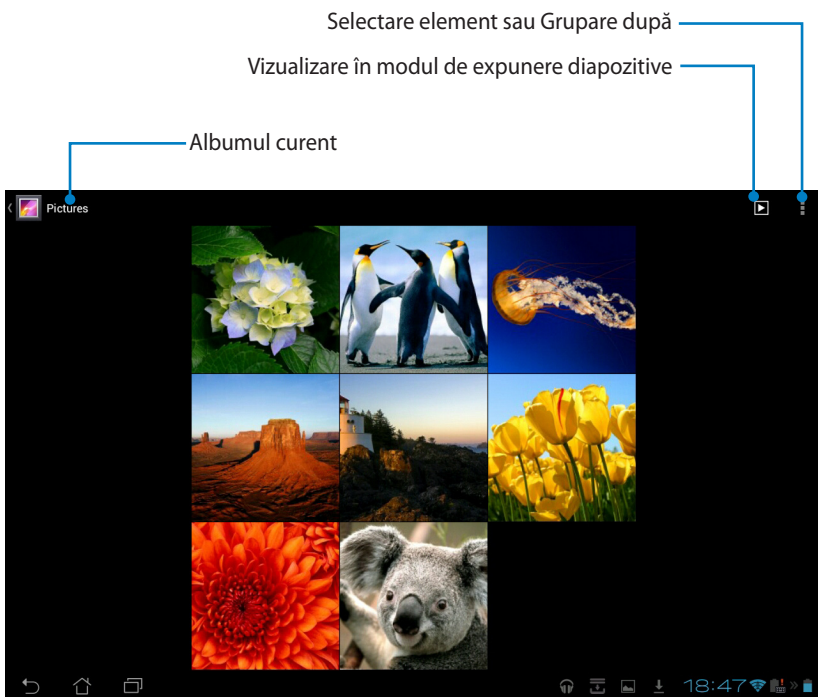 Selectare element sau Grupare după
Vizualizare în modul de expunere diapozitive
Albumul curent
Pictures
18:47